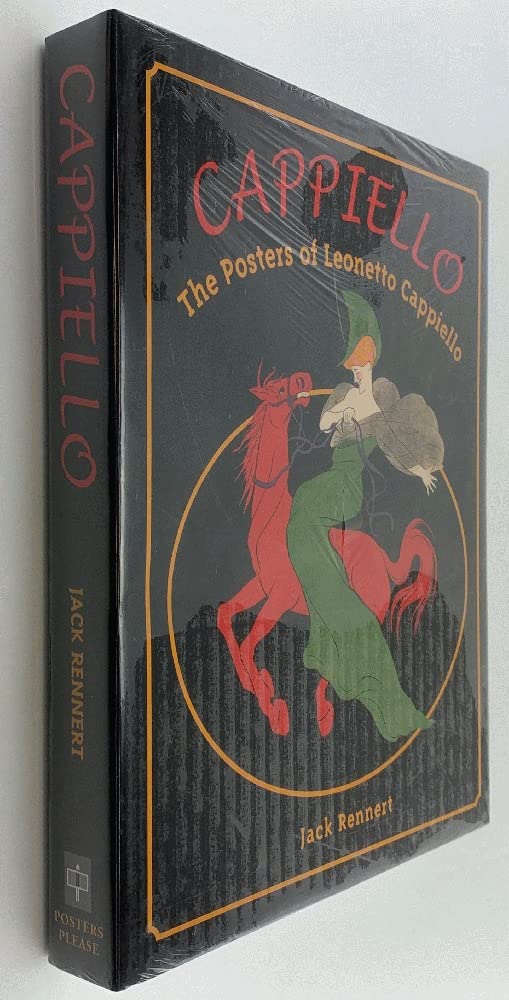 CAPPIELLO
The Posters of Leonetto Cappiello
Jack Rennert
CAPPIELLO
JACK RENNERT
POSTERS
PLEASE